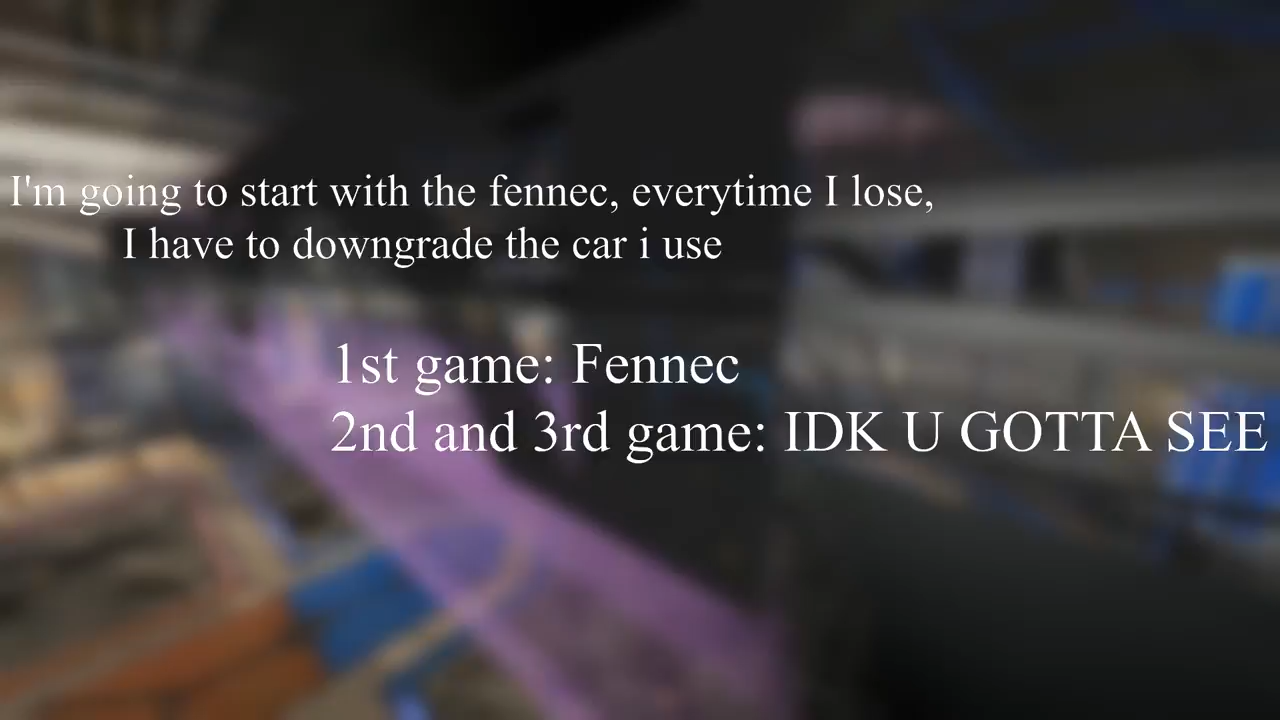 I'm going to start with the fennec, everytime I lose,
I have to downgrade the car i use
1st game: Fennec
2nd and 3rd game: IDK U GOTTA SEE